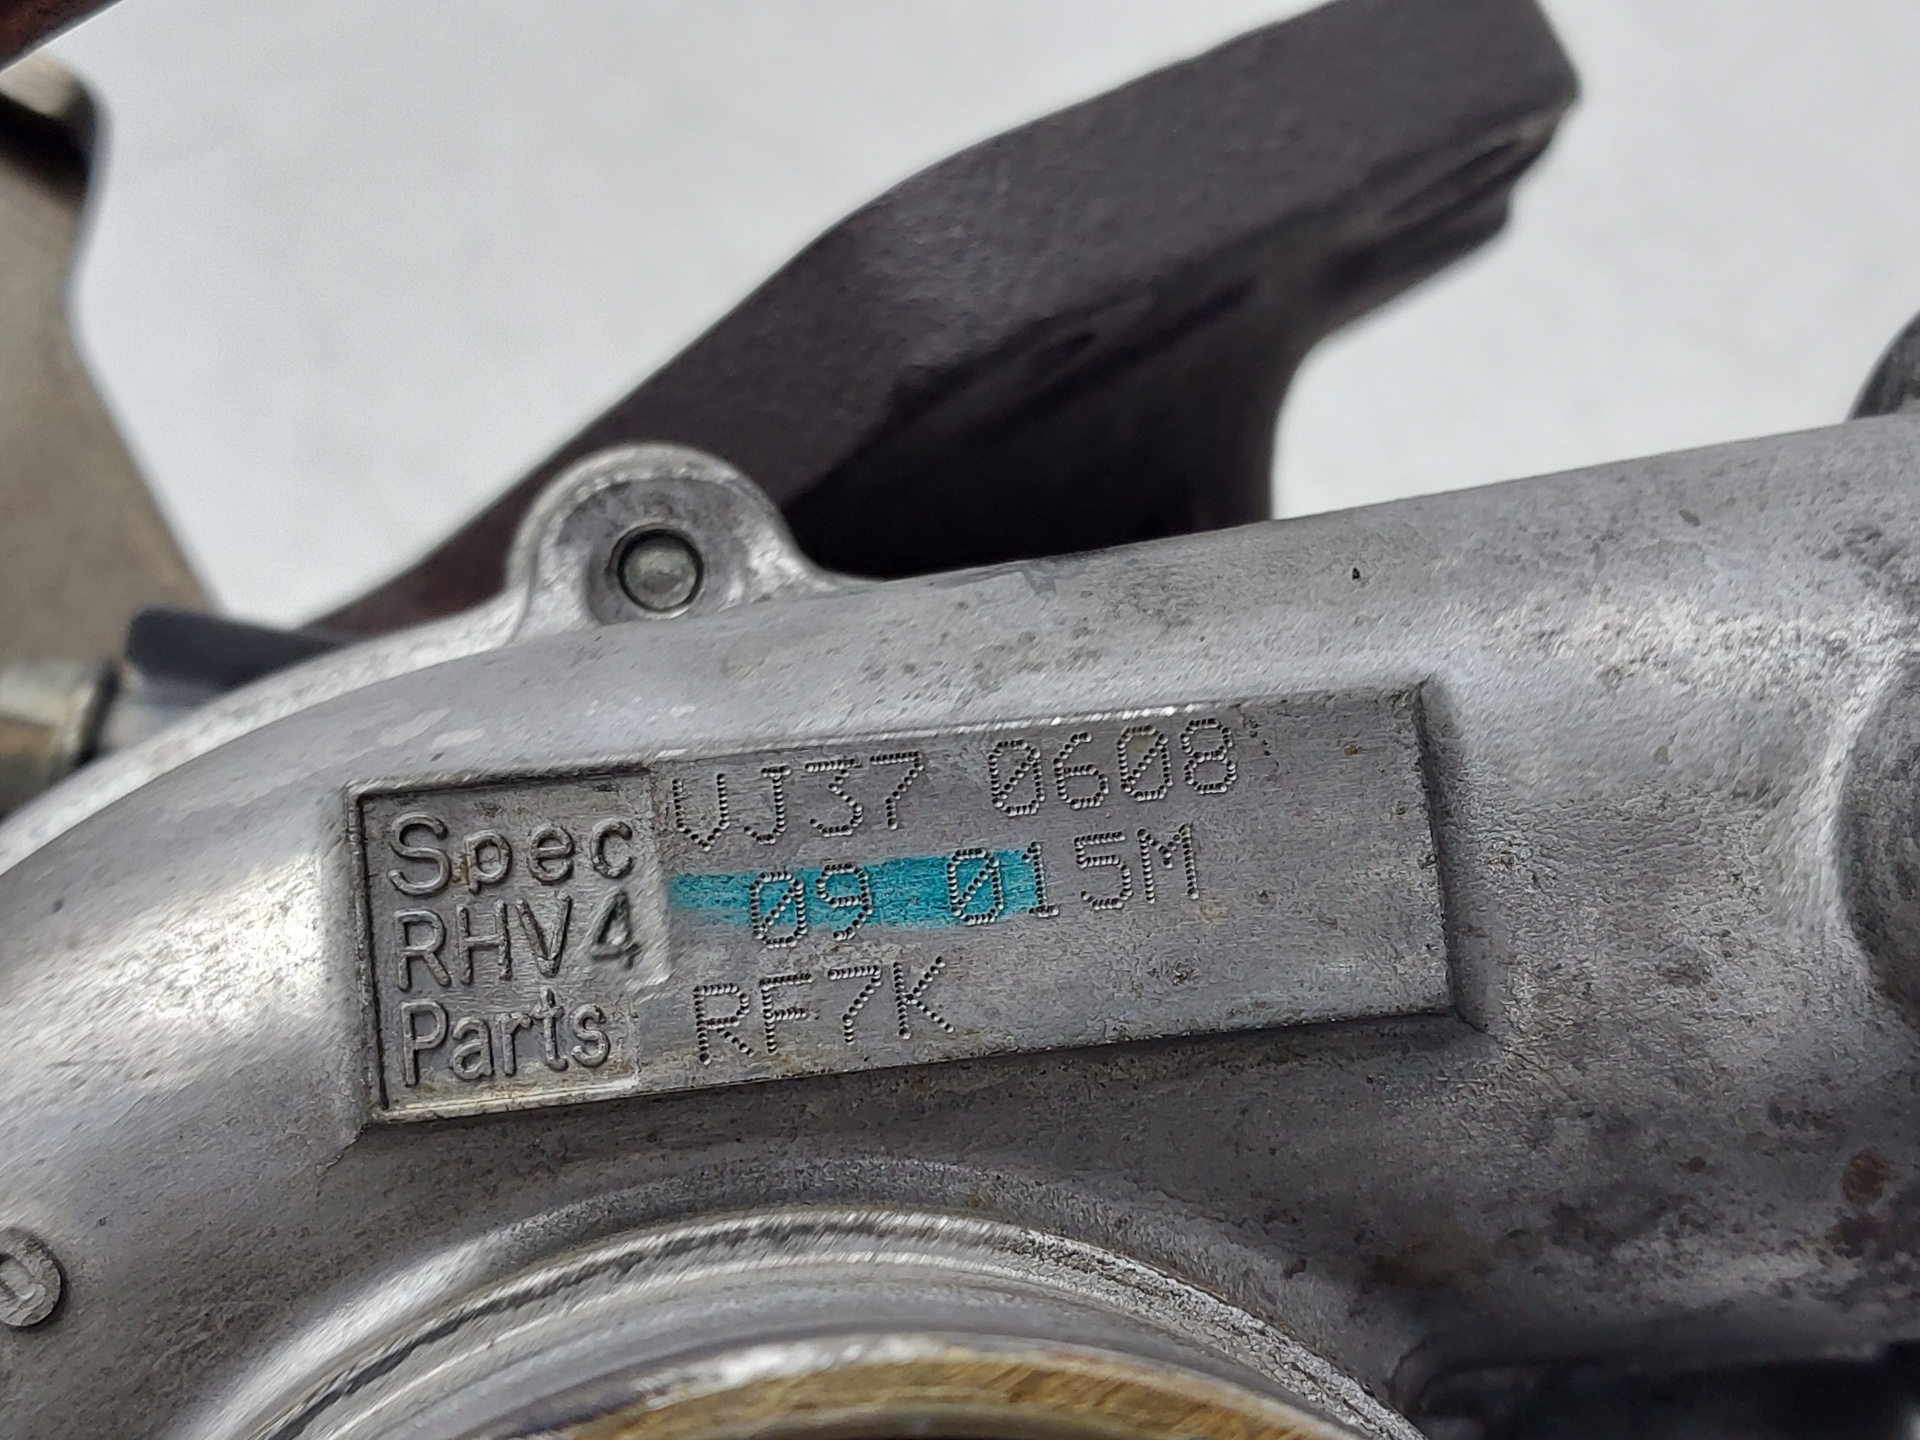 Spec VJ37 0608
RHV4 09 015M
Parts RF7K